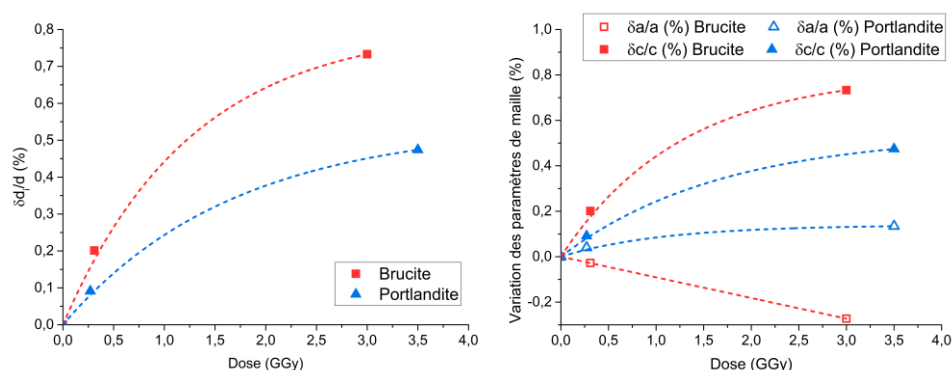 0,8
0,7
0,6
0,5
0,4
0,3
0,2
0,1
0,0
δdᵢ/d (%)
Brucite
Portlandite
0,0 0,5 1,0 1,5 2,0 2,5 3,0 3,5 4,0
Dose (GGy)
δa/a (%) Brucite δa/a (%) Portlandite
δc/c (%) Brucite δc/c (%) Portlandite
1,0
0,8
0,6
0,4
0,2
0,0
-0,2
Variation des paramètres de maille (%)
0,0 0,5 1,0 1,5 2,0 2,5 3,0 3,5 4,0
Dose (GGy)